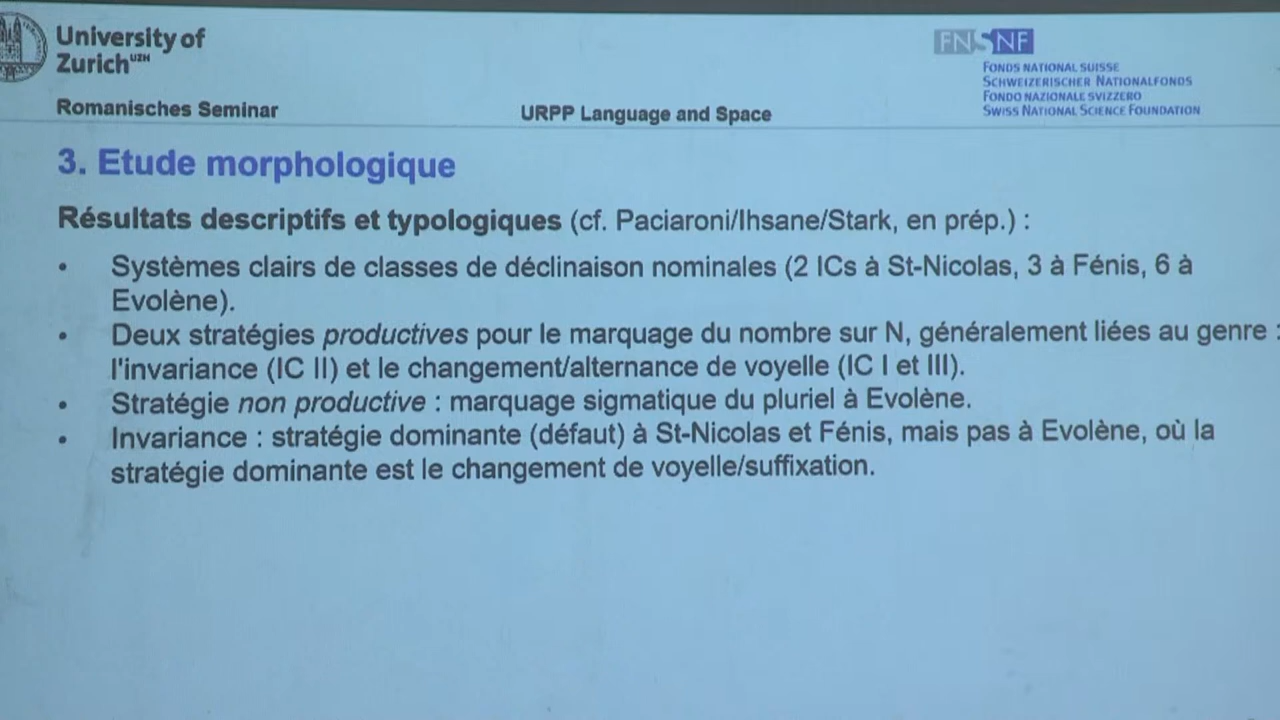 University of
Zurich UZH
FNSNF
FONDS NATIONAL SUISSE
SCHWEIZERISCHER NATIONALFONDS
FONDO NAZIONALE SVIZZERO
SWISS NATIONAL SCIENCE FOUNDATION
Romanisches Seminar
URPP Language and Space
3. Etude morphologique
Résultats descriptifs et typologiques (cf. Paciaroni/Ihsane/Stark, en prép.) :
• Systèmes clairs de classes de déclinaison nominales (2 ICs à St-Nicolas, 3 à Fénis, 6 à
Evolène).
• Deux stratégies productives pour le marquage du nombre sur N, généralement liées au genre :
l'invariance (IC II) et le changement/alternance de voyelle (IC I et III).
• Stratégie non productive : marquage sigmatique du pluriel à Evolène.
• Invariance : stratégie dominante (défaut) à St-Nicolas et Fénis, mais pas à Evolène, où la
stratégie dominante est le changement de voyelle/suffixation.